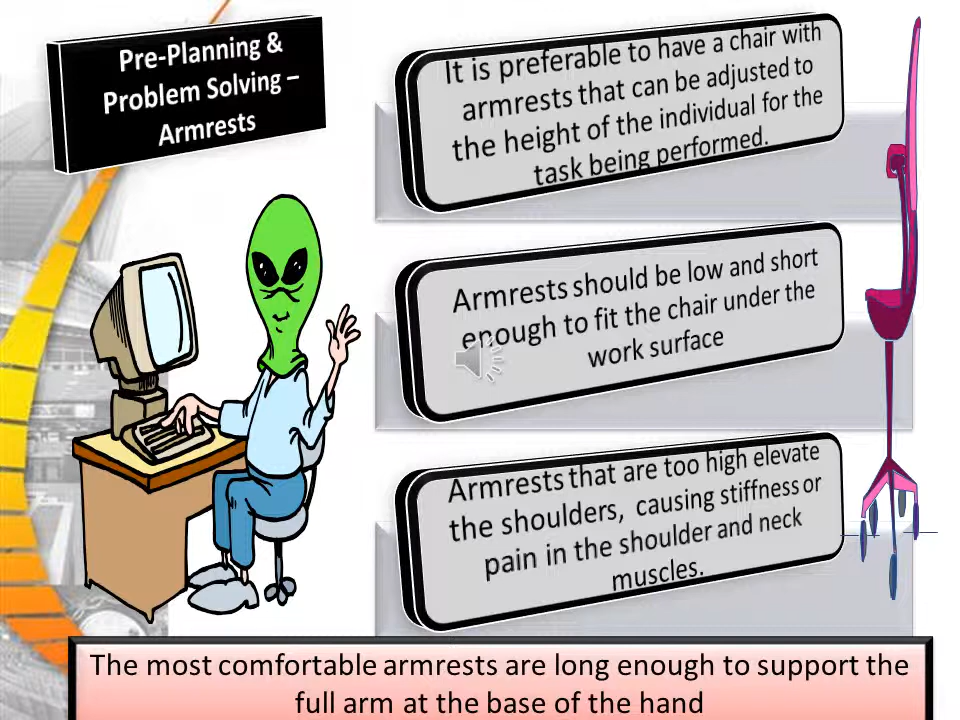 Pre-Planning &
Problem Solving –
Armrests
It is preferable to have a chair with
armrests that can be adjusted to
the height of the individual for the
task being performed.
Armrests should be low and short
enough to fit the chair under the
work surface
Armrests that are too high elevate
the shoulders, causing stiffness or
pain in the shoulder and neck
muscles.
The most comfortable armrests are long enough to support the
full arm at the base of the hand